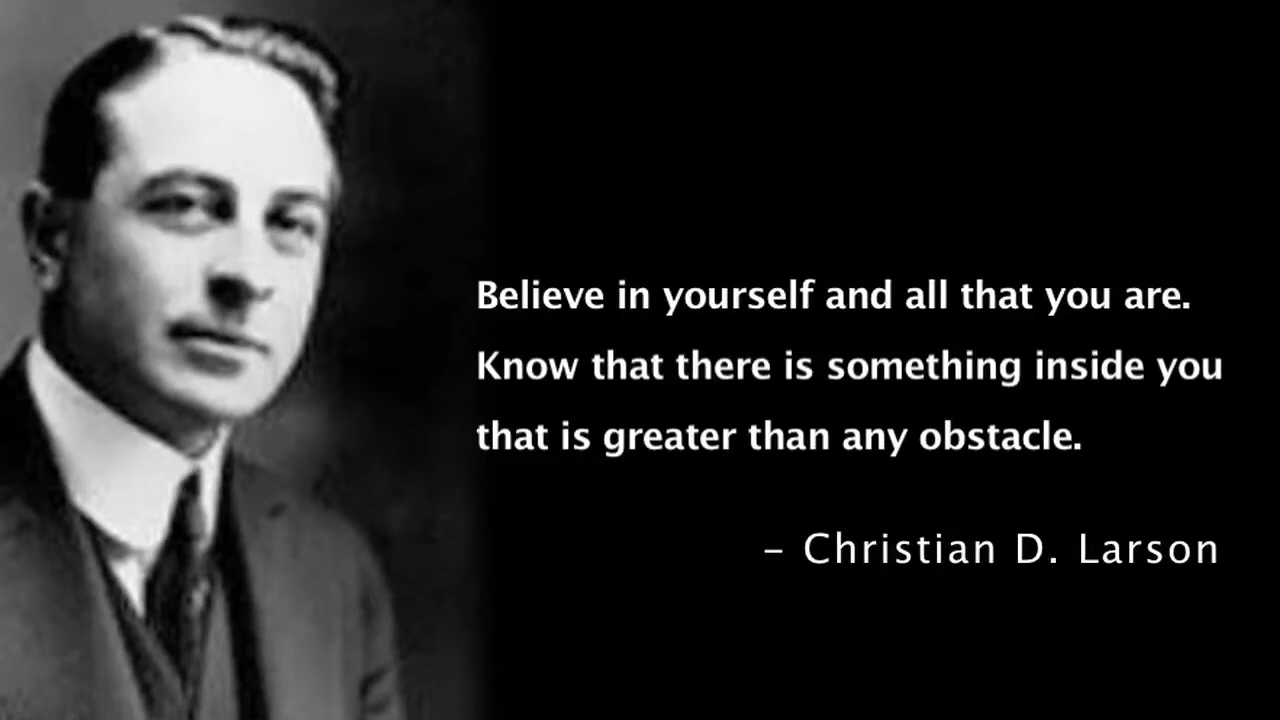 Believe in yourself and all that you are.
Know that there is something inside you
that is greater than any obstacle.
– Christian D. Larson